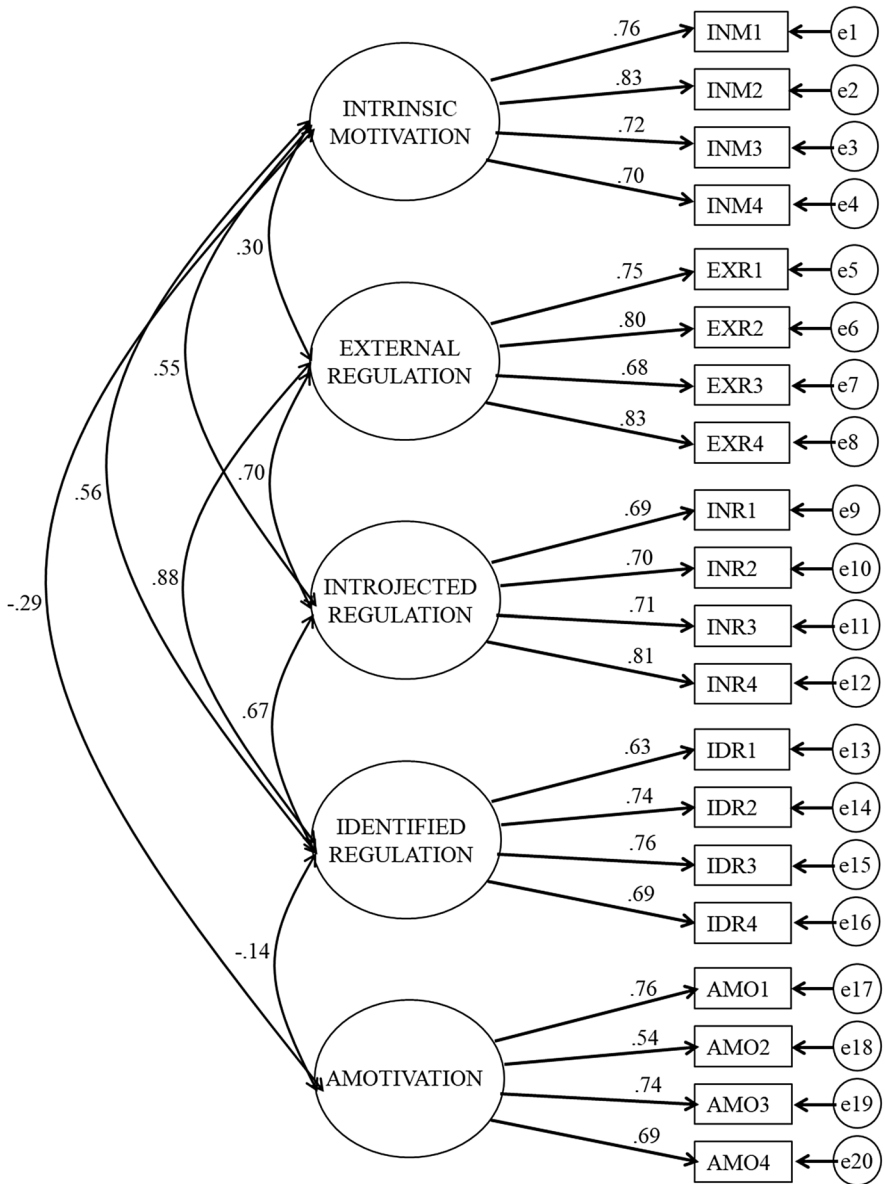 .76
INM1
e1
.83
INM2
e2
INTRINSIC
MOTIVATION
.72
INM3
e3
.70
INM4
e4
.30
.75
EXR1
e5
.80
EXR2
e6
EXTERNAL
REGULATION
.68
EXR3
e7
.83
EXR4
e8
.55
.70
.56
.69
INR1
e9
.70
INR2
e10
.88
INTROJECTED
REGULATION
-.29
.71
INR3
e11
.81
INR4
e12
.67
.63
IDR1
e13
.74
IDR2
e14
IDENTIFIED
REGULATION
.76
IDR3
e15
.69
IDR4
e16
-.14
.76
AMO1
e17
.54
AMO2
e18
AMOTIVATION
.74
AMO3
e19
.69
AMO4
e20